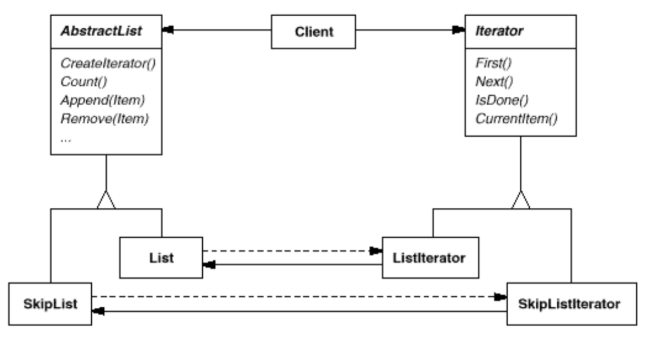 AbstractList
CreateIterator()
Count()
Append(Item)
Remove(Item)
...
Client
Iterator
First()
Next()
IsDone()
CurrentItem()
List
ListIterator
SkipList
SkipListIterator